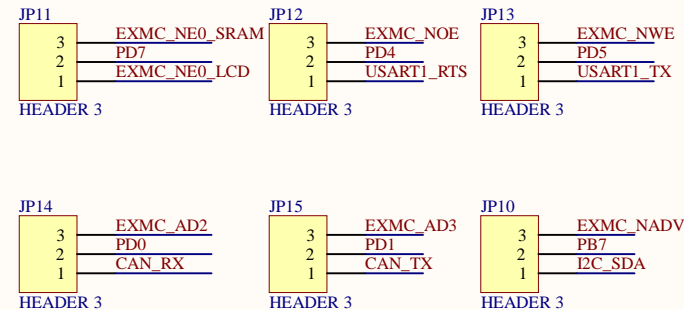 JP11
3 EXMC_NE0_SRAM
2 PD7
1 EXMC_NE0_LCD
HEADER 3
JP12
3 EXMC_NOE
2 PD4
1 USART1_RTS
HEADER 3
JP13
3 EXMC_NWE
2 PD5
1 USART1_TX
HEADER 3
JP14
3 EXMC_AD2
2 PD0
1 CAN_RX
HEADER 3
JP15
3 EXMC_AD3
2 PD1
1 CAN_TX
HEADER 3
JP10
3 EXMC_NADV
2 PB7
1 I2C_SDA
HEADER 3